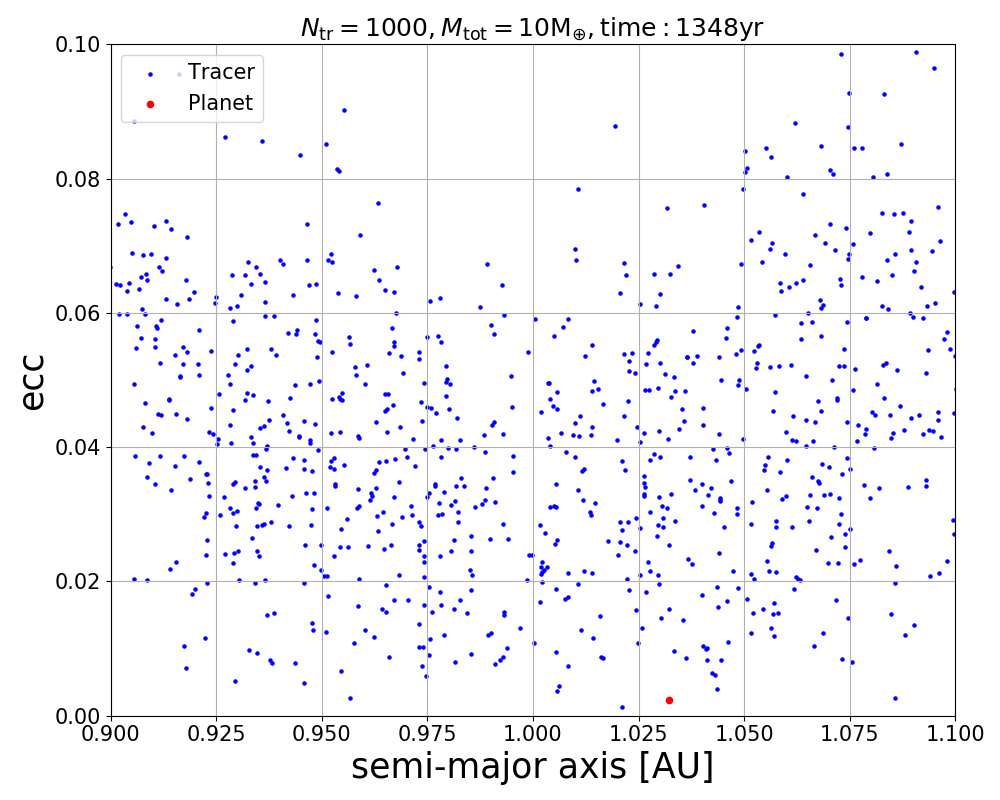 N_tr = 1000, M_tot = 10M_⊕, time : 1348yr
Tracer
Planet
ecc
0.10
0.08
0.06
0.04
0.02
0.00
0.900 0.925 0.950 0.975 1.000 1.025 1.050 1.075 1.100
semi-major axis [AU]